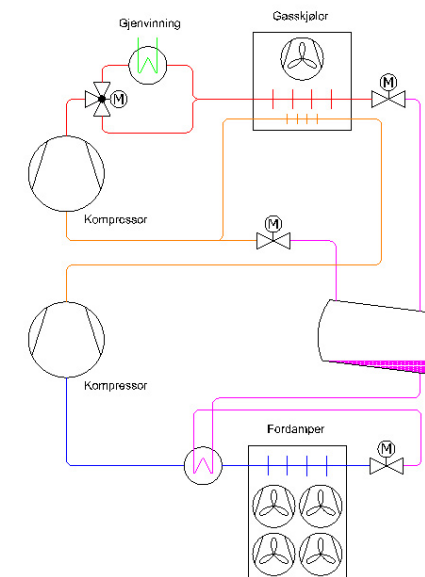 Gjenvinning
Gasskjøler
M
M
Kompressor
M
Kompressor
Fordamper
M